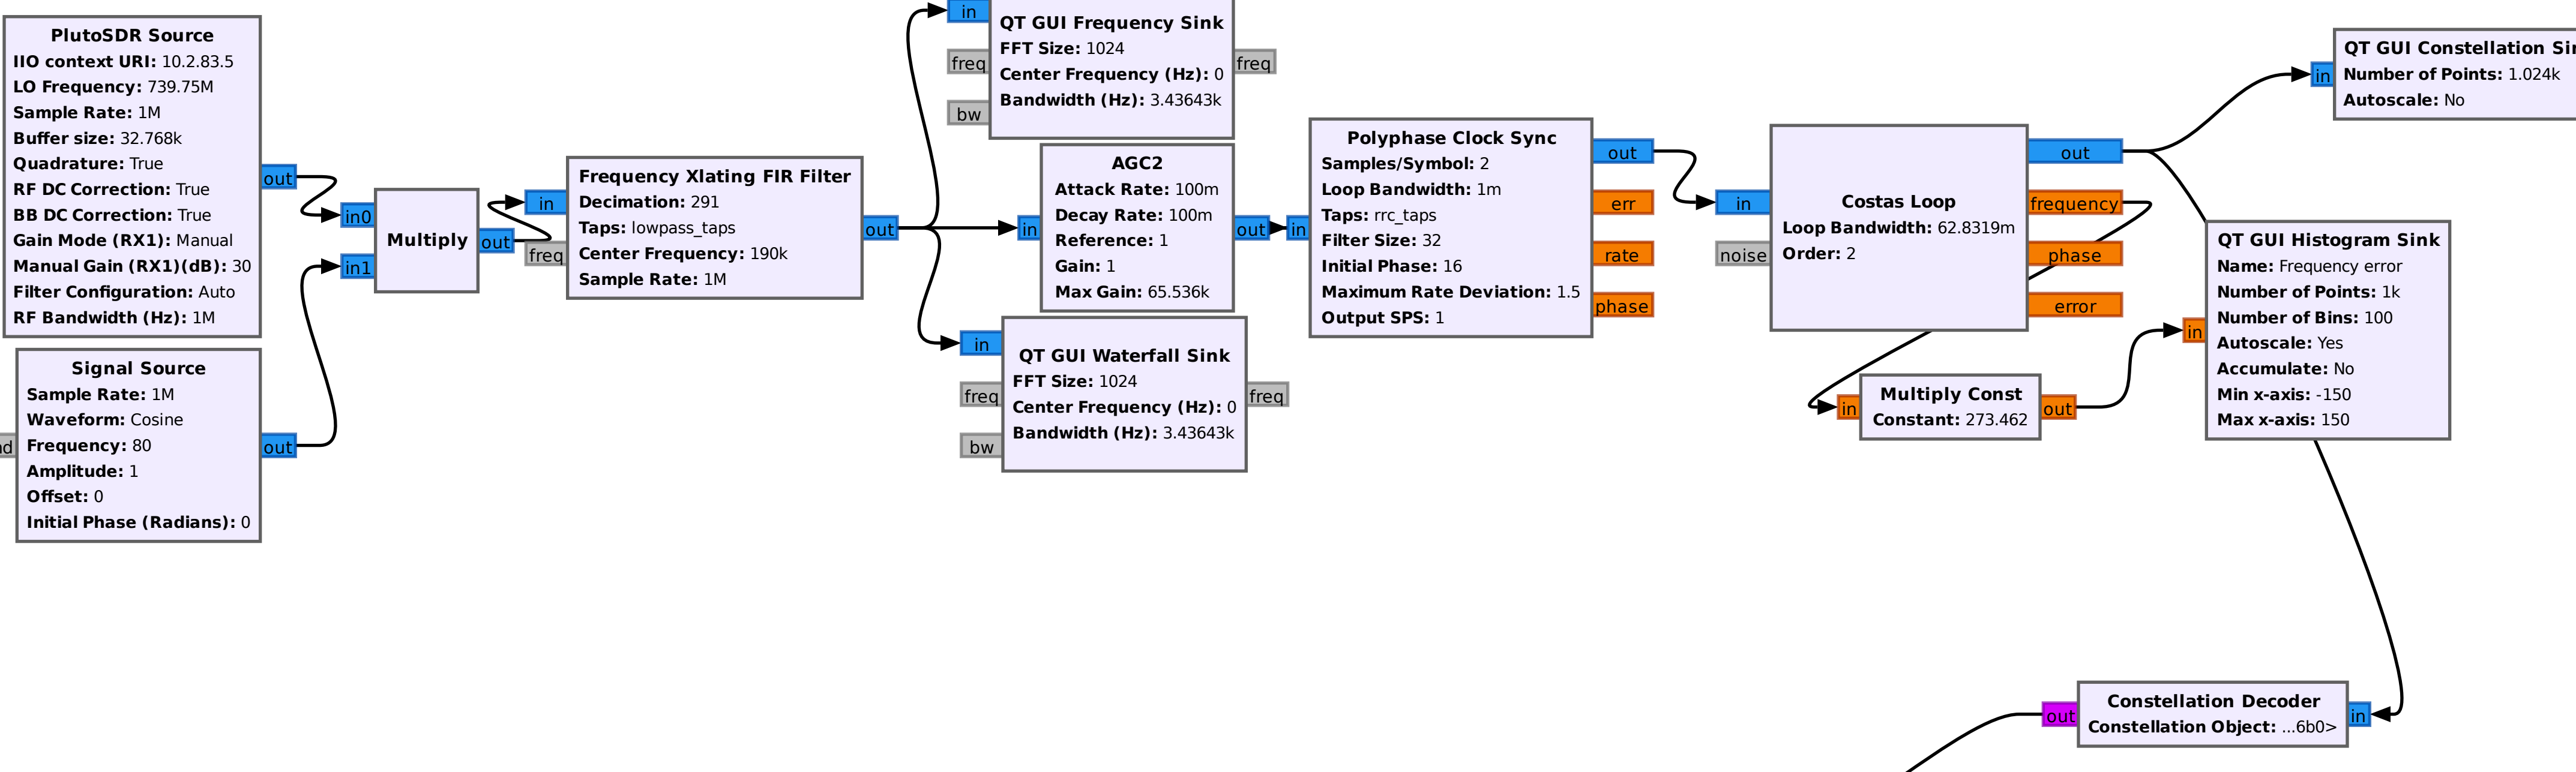 PlutoSDR Source
IIO context URI: 10.2.83.5
LO Frequency: 739.75M
Sample Rate: 1M
Buffer size: 32.768k
Quadrature: True
RF DC Correction: True
BB DC Correction: True
Gain Mode (RX1): Manual
Manual Gain (RX1)(dB): 30
Filter Configuration: Auto
RF Bandwidth (Hz): 1M
out
Signal Source
Sample Rate: 1M
Waveform: Cosine
Frequency: 80
Amplitude: 1
Offset: 0
Initial Phase (Radians): 0
nd
out
in0
in1
Multiply
out
in
freq
Frequency Xlating FIR Filter
Decimation: 291
Taps: lowpass_taps
Center Frequency: 190k
Sample Rate: 1M
out
in
freq
bw
QT GUI Frequency Sink
FFT Size: 1024
Center Frequency (Hz): 0
Bandwidth (Hz): 3.43643k
freq
in
AGC2
Attack Rate: 100m
Decay Rate: 100m
Reference: 1
Gain: 1
Max Gain: 65.536k
out
in
freq
bw
QT GUI Waterfall Sink
FFT Size: 1024
Center Frequency (Hz): 0
Bandwidth (Hz): 3.43643k
freq
in
Polyphase Clock Sync
Samples/Symbol: 2
Loop Bandwidth: 1m
Taps: rrc_taps
Filter Size: 32
Initial Phase: 16
Maximum Rate Deviation: 1.5
Output SPS: 1
out
err
rate
phase
in
noise
Costas Loop
Loop Bandwidth: 62.8319m
Order: 2
out
frequency
phase
error
in
Multiply Const
Constant: 273.462
out
in
QT GUI Constellation Sin
Number of Points: 1.024k
Autoscale: No
in
QT GUI Histogram Sink
Name: Frequency error
Number of Points: 1k
Number of Bins: 100
Autoscale: Yes
Accumulate: No
Min x-axis: -150
Max x-axis: 150
out
Constellation Decoder
Constellation Object: ...6b0>
in